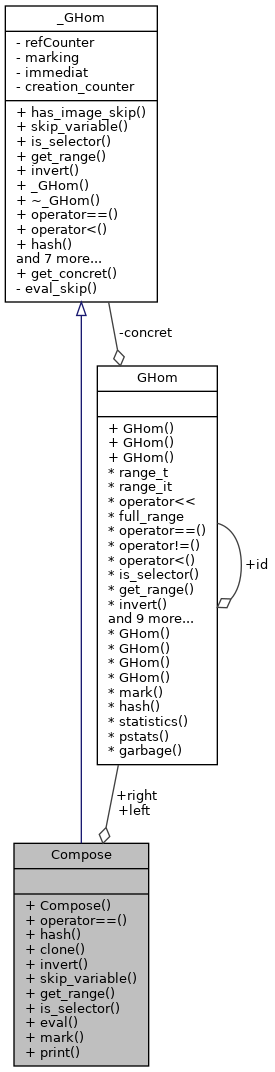 _GHom
- refCounter
- marking
- immediat
- creation_counter
+ has_image_skip()
+ skip_variable()
+ is_selector()
+ get_range()
+ invert()
+ _GHom()
+ ~_GHom()
+ operator==()
+ operator<()
+ hash()
and 7 more...
+ get_concret()
- eval_skip()
-concret
GHom
+ GHom()
+ GHom()
+ GHom()
* range_t
* range_it
* operator<<
* full_range
* operator==()
* operator!=()
* operator<()
* is_selector()
* get_range()
* invert()
and 9 more...
* GHom()
* GHom()
* GHom()
* GHom()
* mark()
* hash()
* statistics()
* pstats()
* garbage()
+id
+right
+left
Compose
+ Compose()
+ operator==()
+ hash()
+ clone()
+ invert()
+ skip_variable()
+ get_range()
+ is_selector()
+ eval()
+ mark()
+ print()